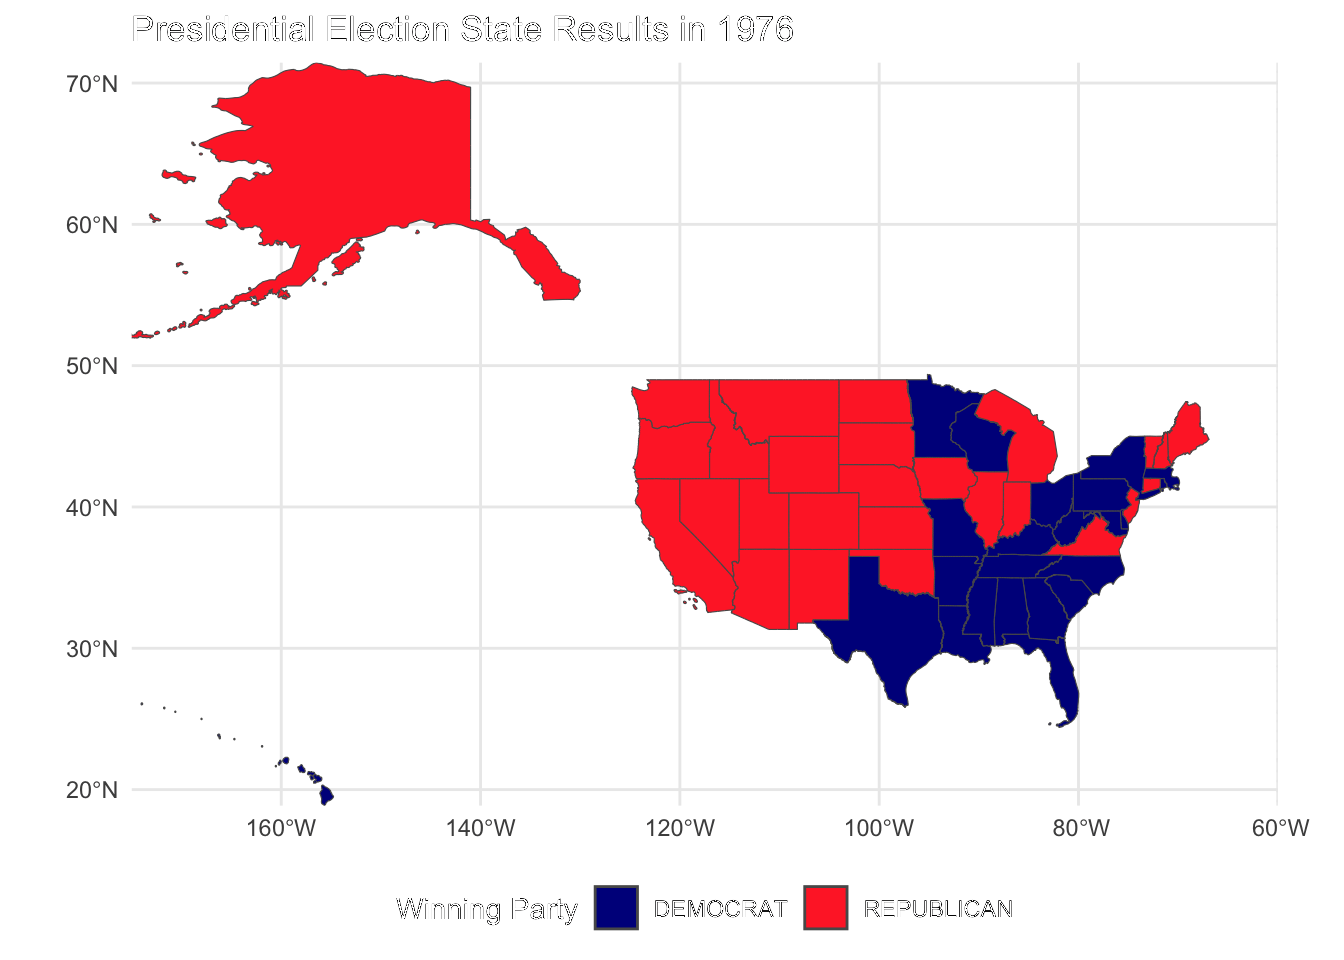 Presidential Election State Results in 1976
70°N
60°N
50°N
40°N
30°N
20°N
160°W 140°W 120°W 100°W 80°W 60°W
Winning Party DEMOCRAT REPUBLICAN